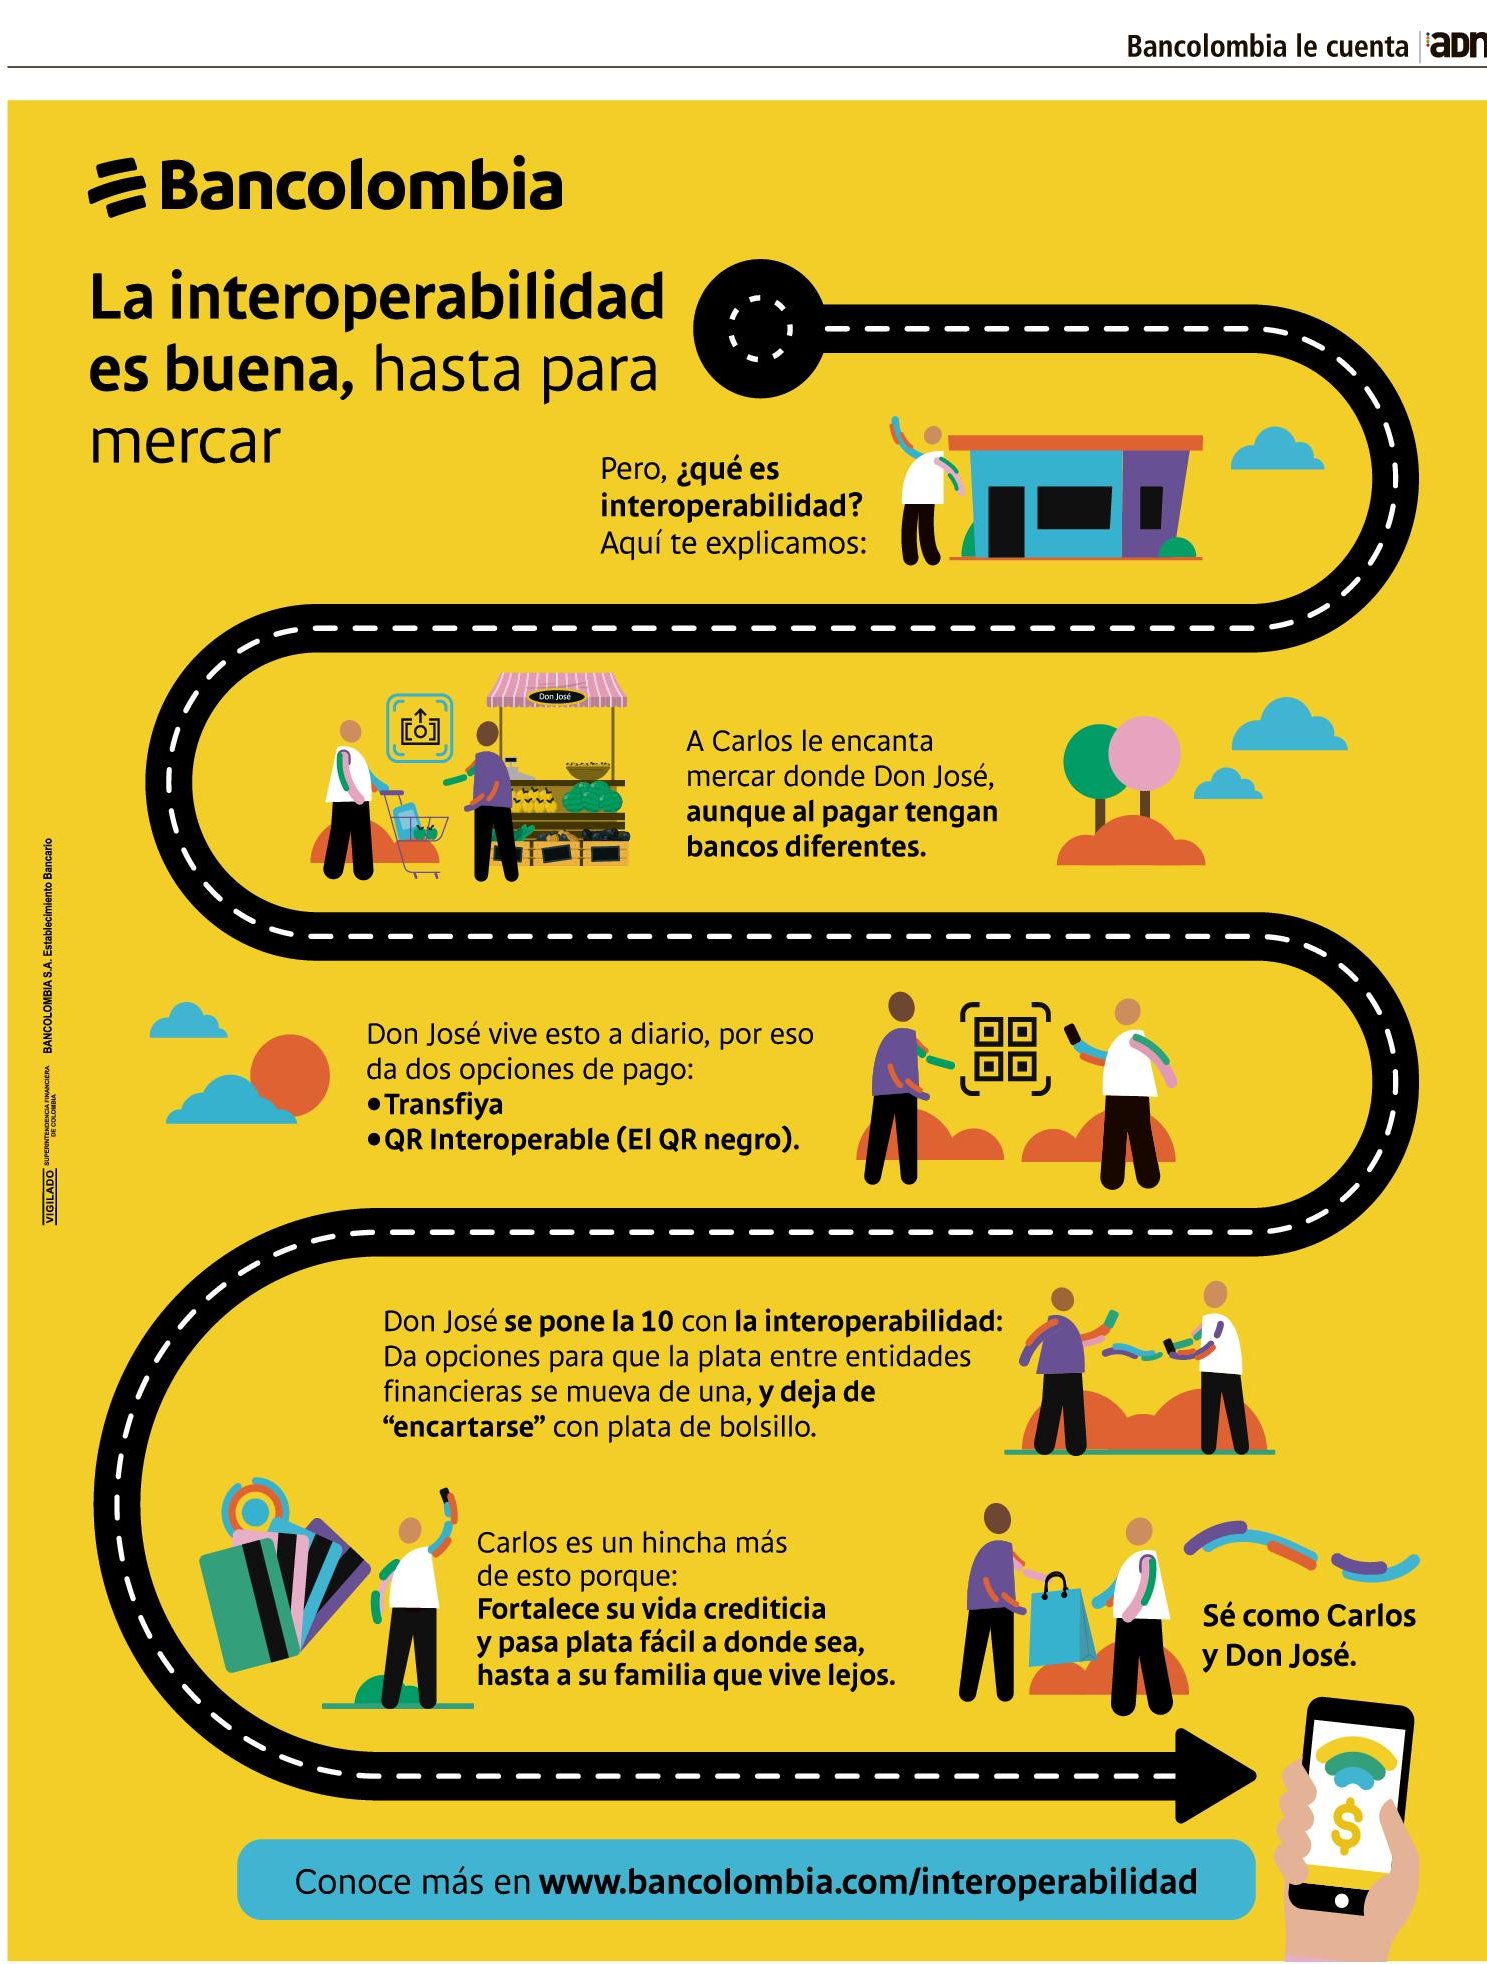 Bancolombia le cuenta
adn
Bancolombia
La interoperabilidad
es buena, hasta para
mercar
Pero, ¿qué es
interoperabilidad?
Aquí te explicamos:
Don José
A Carlos le encanta
mercar donde Don José,
aunque al pagar tengan
bancos diferentes.
Don José vive esto a diario, por eso
da dos opciones de pago:
•Transfiya
•QR Interoperable (El QR negro).
Don José se pone la 10 con la interoperabilidad:
Da opciones para que la plata entre entidades
financieras se mueva de una, y deja de
“encartarse” con plata de bolsillo.
Carlos es un hincha más
de esto porque:
Fortalece su vida crediticia
y pasa plata fácil a donde sea,
hasta a su familia que vive lejos.
Sé como Carlos
y Don José.
$
Conoce más en www.bancolombia.com/interoperabilidad
VIGILADO
SUPERINTENDENCIA FINANCIERA
DE COLOMBIA
BANCOLOMBIA S.A. Establecimiento Bancario